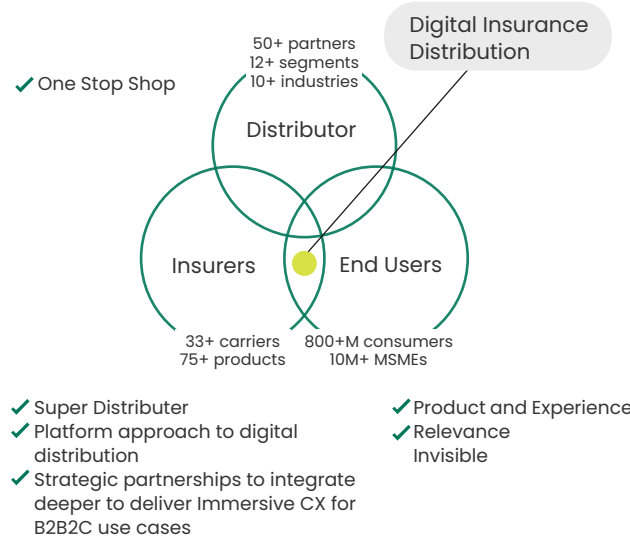 Digital Insurance
Distribution
50+ partners
12+ segments
10+ industries
One Stop Shop
Distributor
Insurers
End Users
33+ carriers
75+ products
800+M consumers
10M+ MSMEs
Super Distributer
Platform approach to digital
distribution
Strategic partnerships to integrate
deeper to deliver Immersive CX for
B2B2C use cases
Product and Experience
Relevance
Invisible